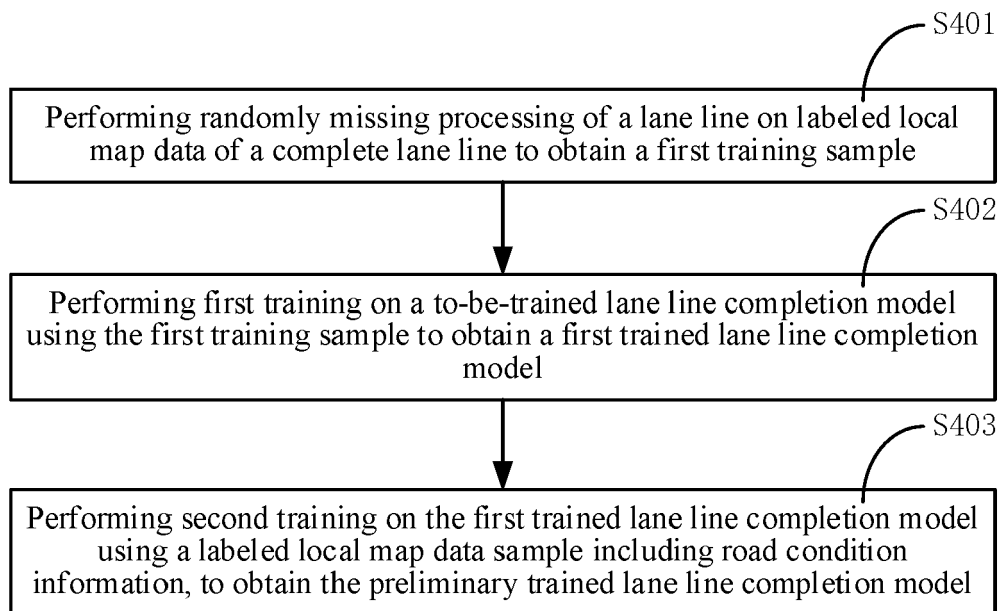 S401
Performing randomly missing processing of a lane line on labeled local
map data of a complete lane line to obtain a first training sample
S402
Performing first training on a to-be-trained lane line completion model
using the first training sample to obtain a first trained lane line completion
model
S403
Performing second training on the first trained lane line completion model
using a labeled local map data sample including road condition
information, to obtain the preliminary trained lane line completion model